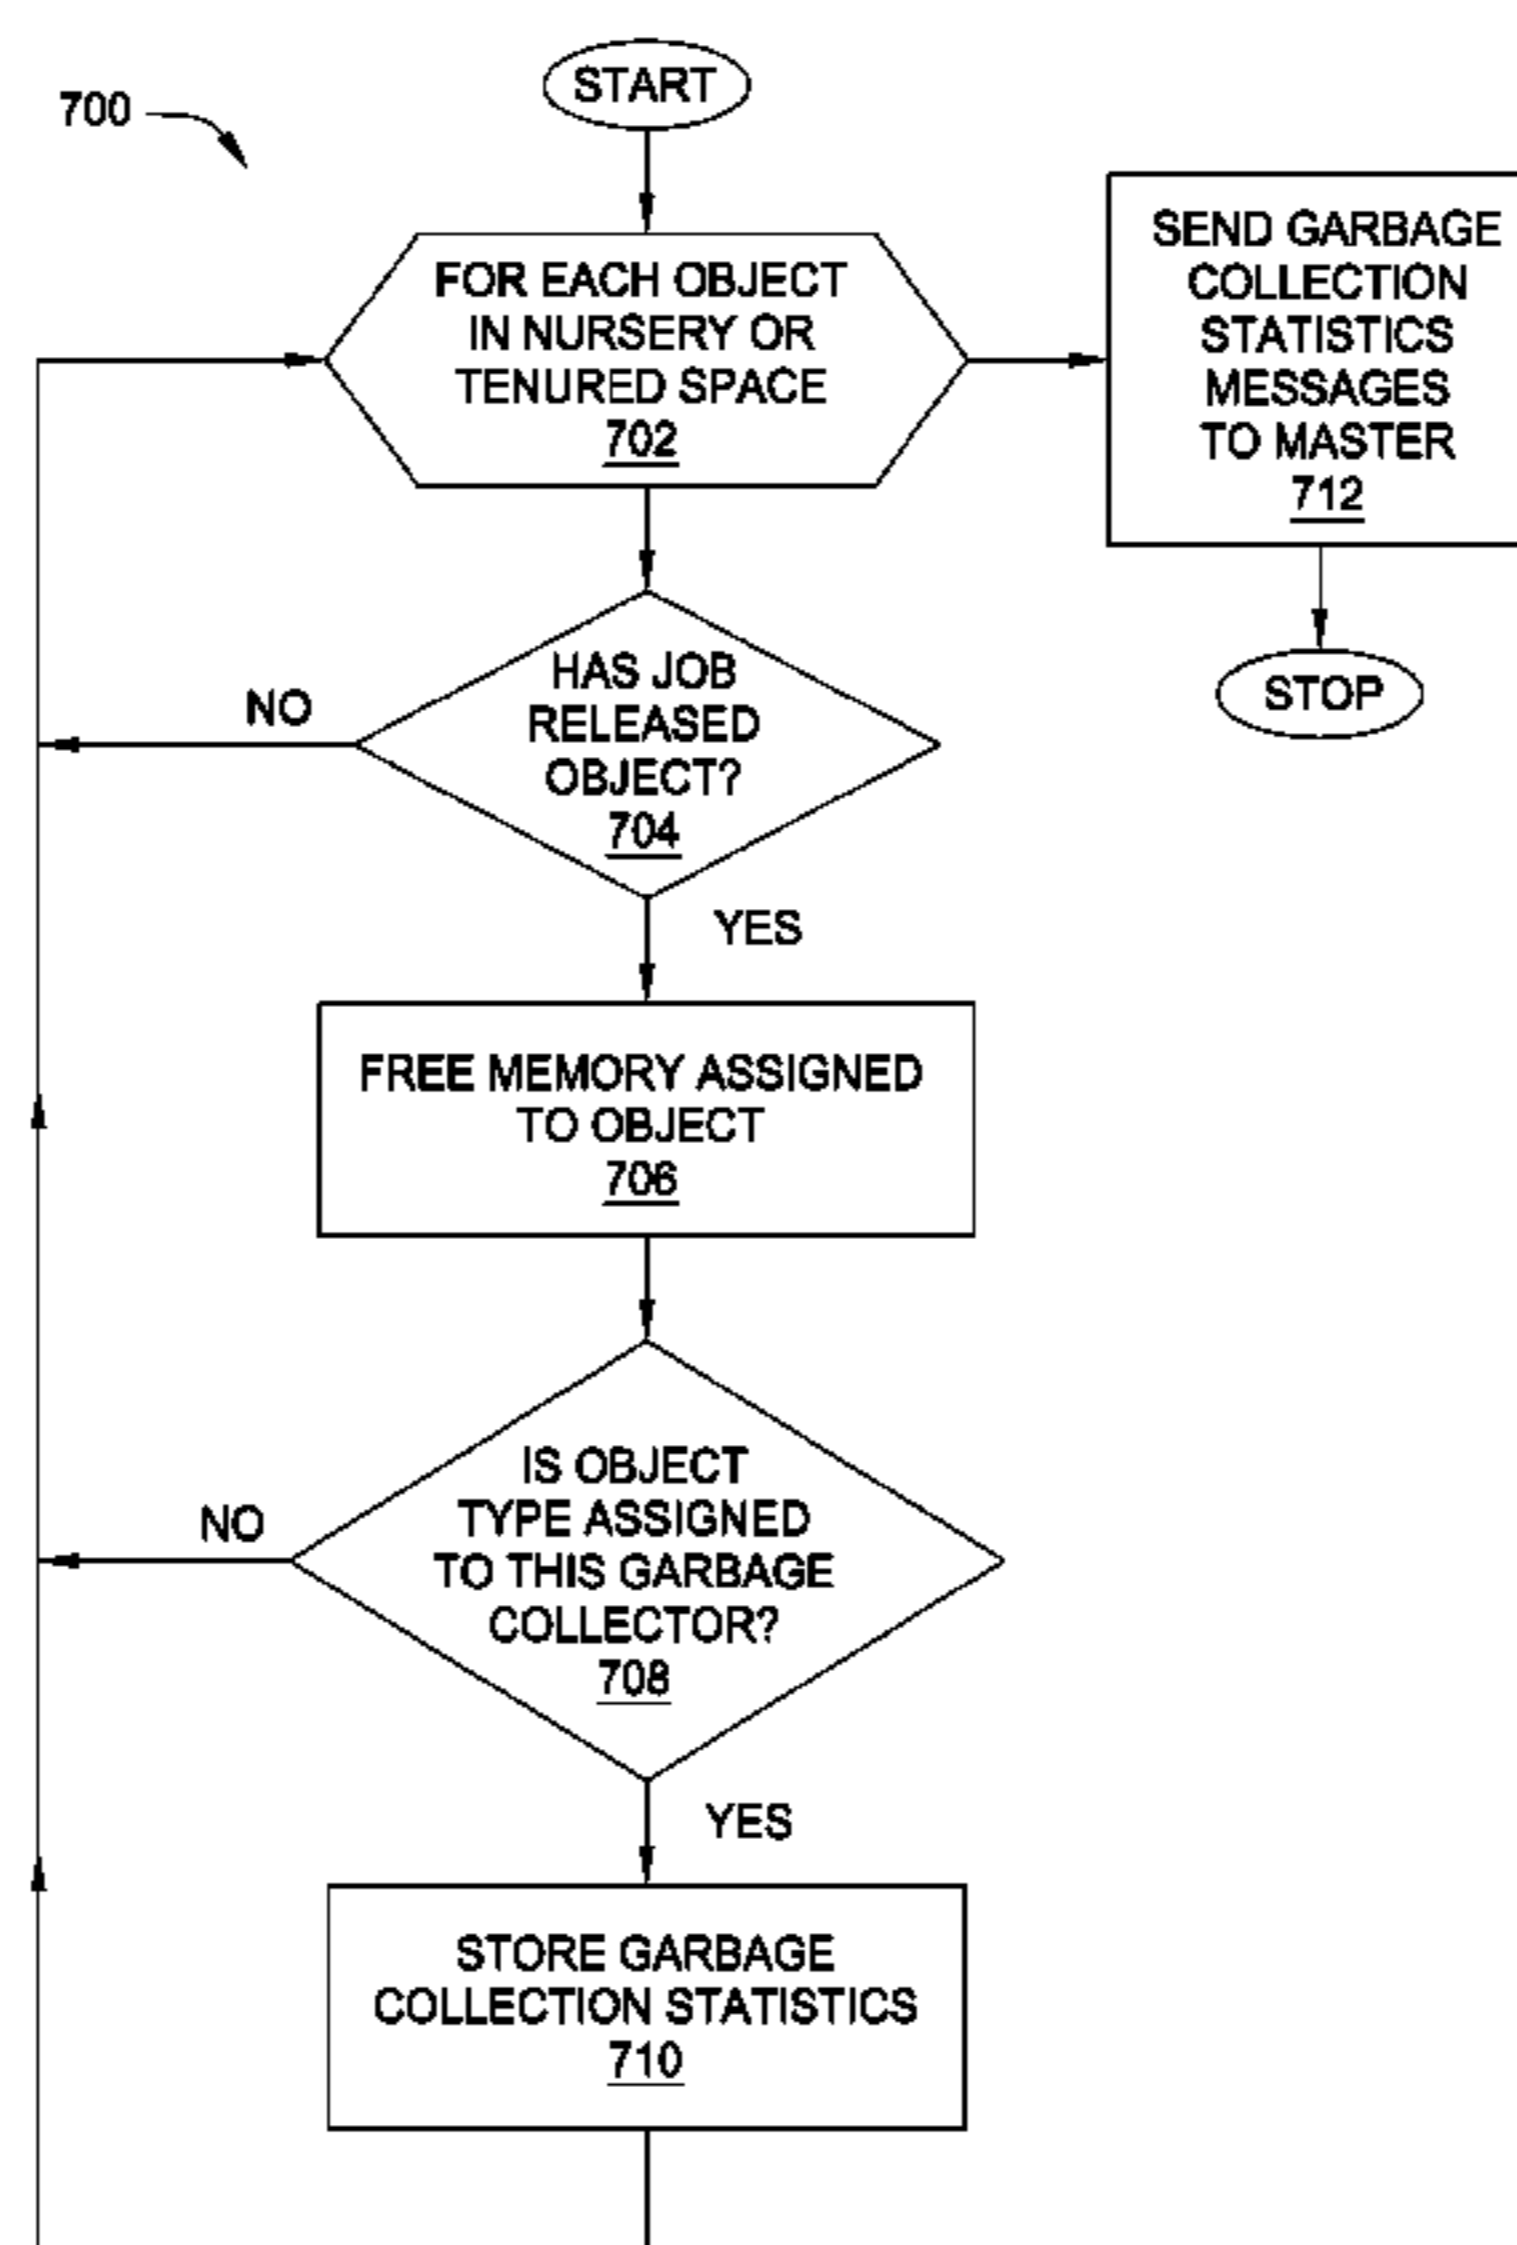 700
START
FOR EACH OBJECT
IN NURSERY OR
TENURED SPACE
702
SEND GARBAGE
COLLECTION
STATISTICS
MESSAGES
TO MASTER
712
STOP
HAS JOB
RELEASED
OBJECT?
704
NO
YES
FREE MEMORY ASSIGNED
TO OBJECT
706
IS OBJECT
TYPE ASSIGNED
TO THIS GARBAGE
COLLECTOR?
708
NO
YES
STORE GARBAGE
COLLECTION STATISTICS
710